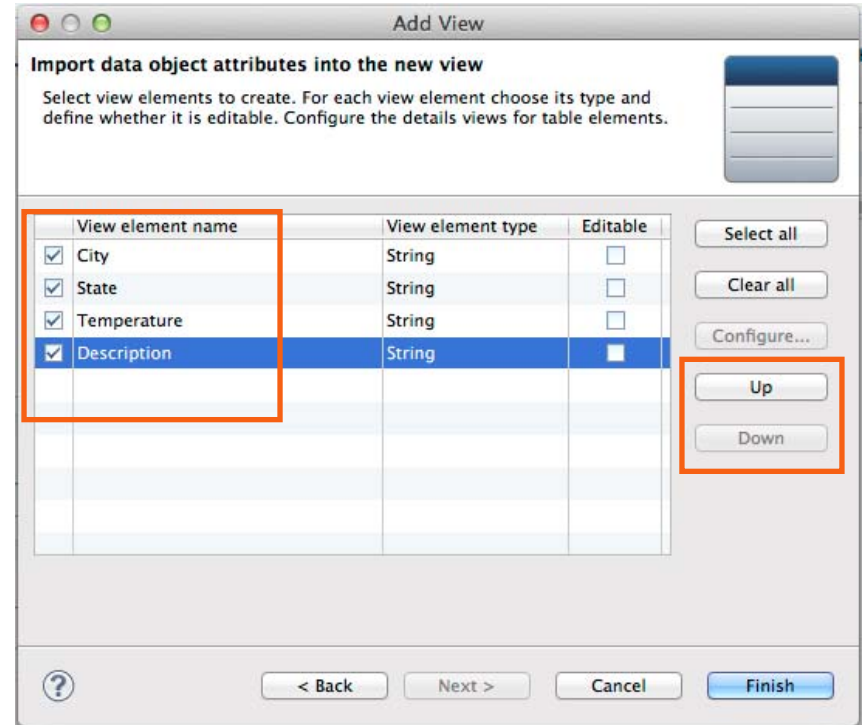 Add View
Import data object attributes into the new view
Select view elements to create. For each view element choose its type and
define whether it is editable. Configure the details views for table elements.
View element name View element type Editable
City String
State String
Temperature String
Description String
Select all
Clear all
Configure...
Up
Down
? < Back Next > Cancel Finish